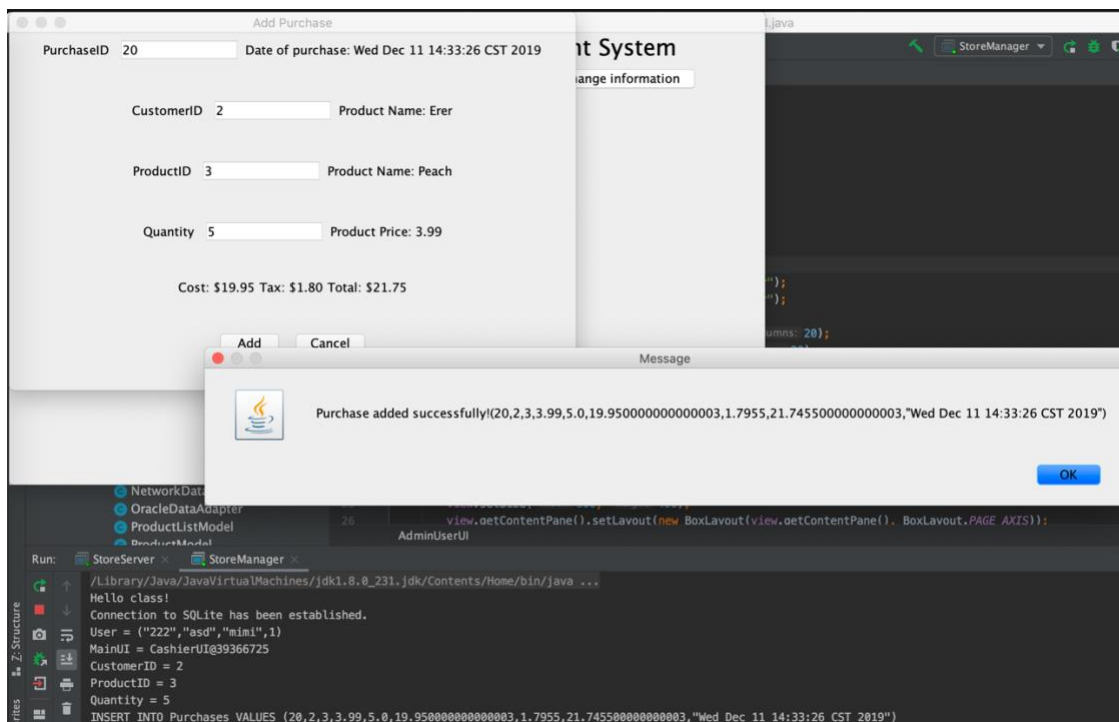 Add Purchase
l.java
PurchaseID 20 Date of purchase: Wed Dec 11 14:33:26 CST 2019
nt System
StoreManager
ange information
CustomerID 2 Product Name: Erer
ProductID 3 Product Name: Peach
Quantity 5 Product Price: 3.99
");
");
Cost: $19.95 Tax: $1.80 Total: $21.75
umns: 20);
Add Cancel
Message
Purchase added successfully!(20,2,3,3.99,5.0,19.950000000000003,1.7955,21.745500000000003,"Wed Dec 11 14:33:26 CST 2019")
OK
NetworkData
OracleDataAdapter
ProductListModel
26 view.getContentPane().setLayout(new BoxLayout(view.getContentPane(), BoxLayout.PAGE_AXIS));
ProductModel
AdminUserUI
Run: StoreServer StoreManager
/Library/Java/JavaVirtualMachines/jdk1.8.0_231.jdk/Contents/Home/bin/java ...
Hello class!
Connection to SQLite has been established.
User = ("222","asd","mimi",1)
MainUI = CashierUI@39366725
CustomerID = 2
ProductID = 3
Quantity = 5
INSERT INTO Purchases VALUES (20,2,3,3.99,5.0,19.950000000000003,1.7955,21.745500000000003,"Wed Dec 11 14:33:26 CST 2019")
Z: Structure
rites